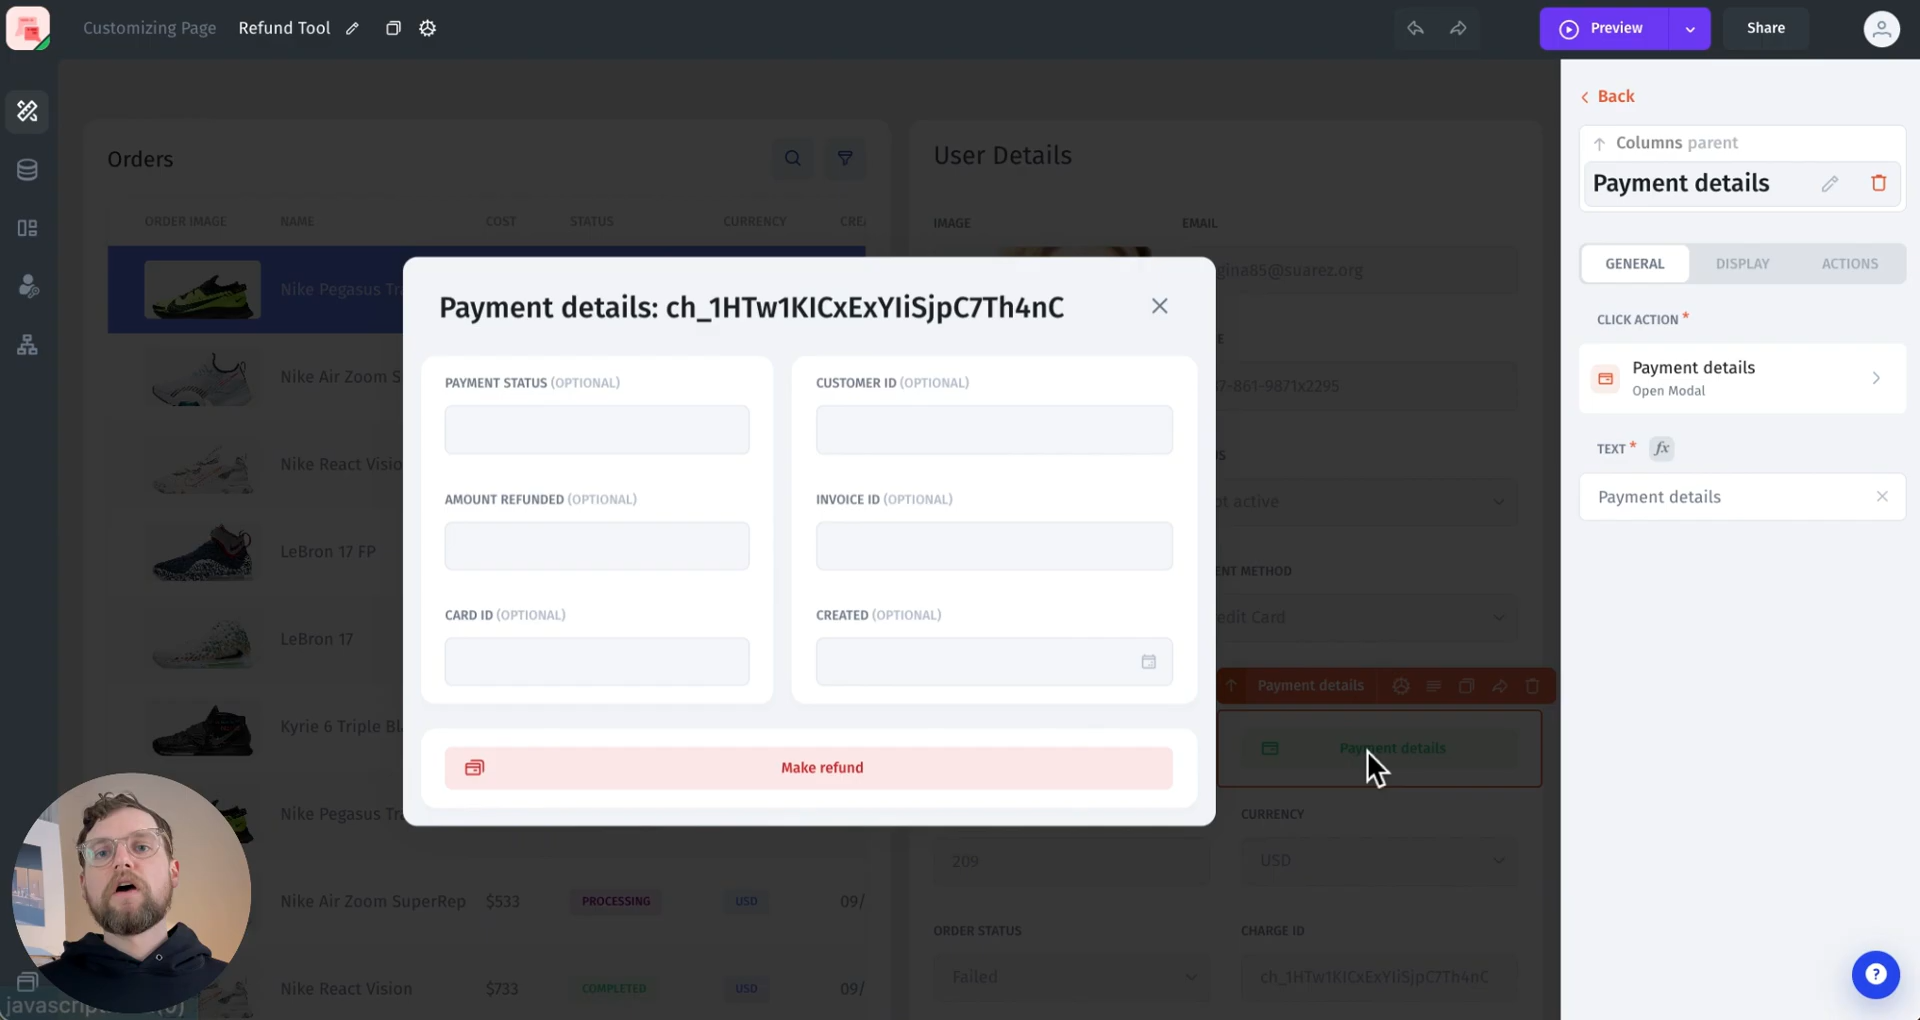 Customizing Page Refund Tool
Preview
Share
Orders
ORDER IMAGE NAME COST STATUS CURRENCY
Nike Pegasus
Nike Air Zoom
Nike React Visio
LeBron 17 FP
LeBron 17
Kyrie 6 Triple
Nike Pegasus
Nike Air Zoom SuperRep $533 PROCESSING USD 09/
Nike React Vision $733 COMPLETED USD 09/
User Details
IMAGE EMAIL
gina85@suarez.org
7-861-9871x2295
active
ENT METHOD
edit Card
Payment details
Payment details
CURRENCY
209 USD
ORDER STATUS CHARGE ID
Failed ch_1HTw1KICxExYIiSjpC7Th4nC
Payment details: ch_1HTw1KICxExYIiSjpC7Th4nC
PAYMENT STATUS (OPTIONAL) CUSTOMER ID (OPTIONAL)
AMOUNT REFUNDED (OPTIONAL) INVOICE ID (OPTIONAL)
CARD ID (OPTIONAL) CREATED (OPTIONAL)
Make refund
Back
Columns parent
Payment details
GENERAL DISPLAY ACTIONS
CLICK ACTION *
Payment details
Open Modal
TEXT * fx
Payment details
?